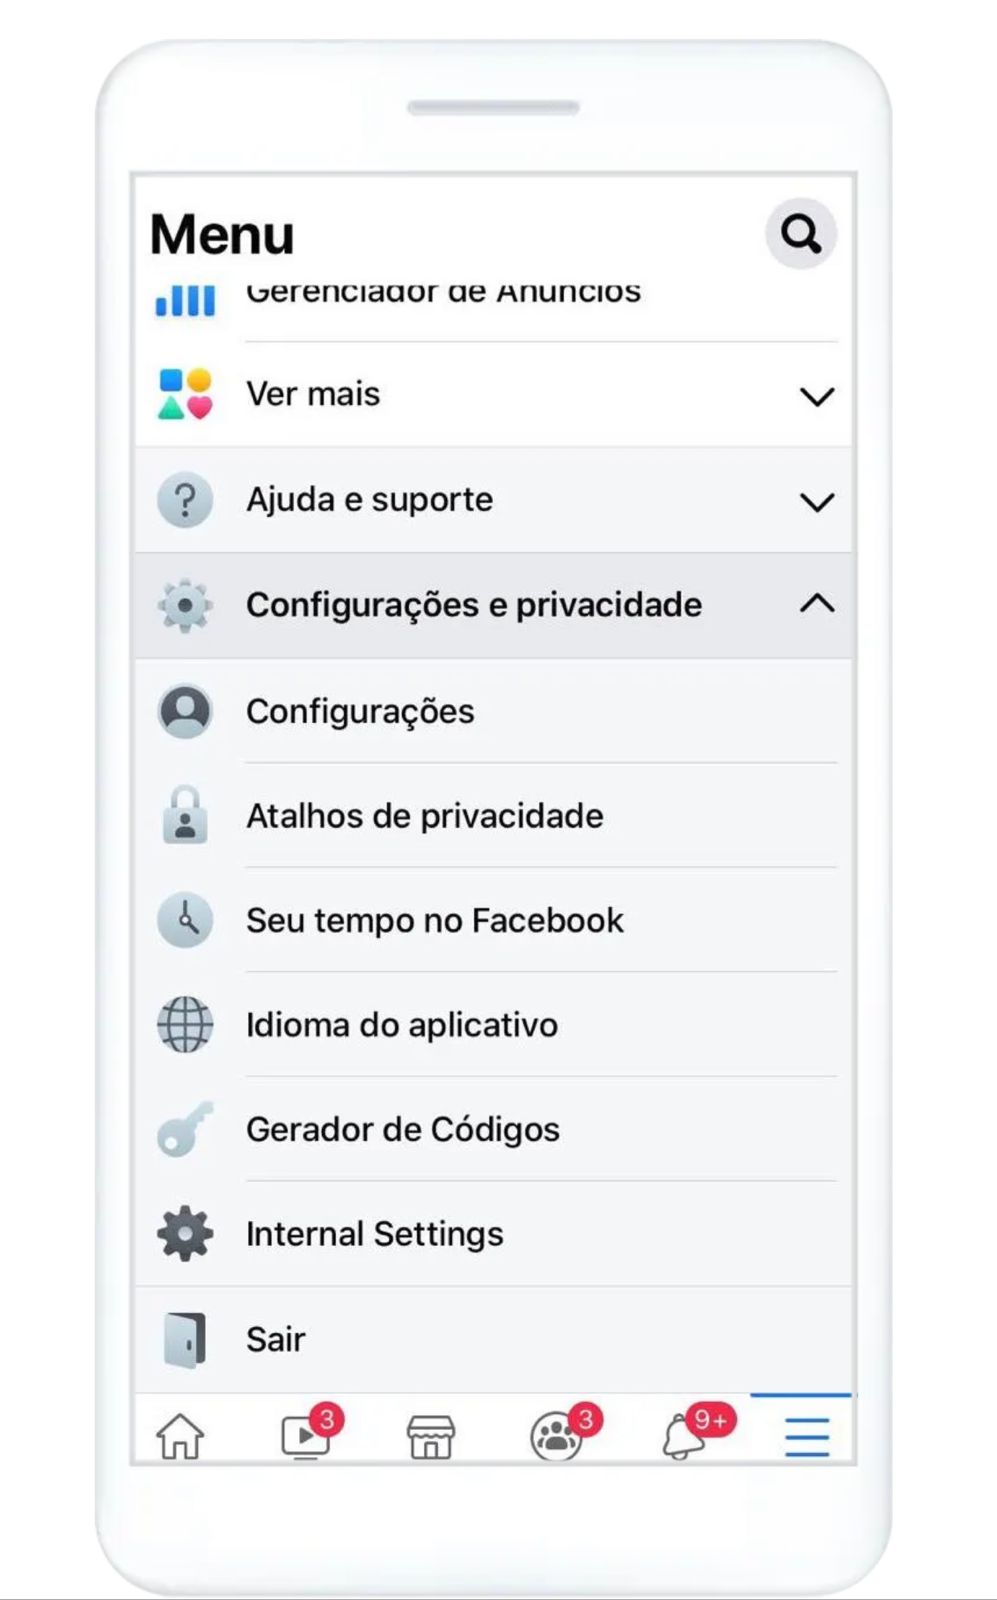 Menu
Gerenciador de Anúncios
Ver mais
Ajuda e suporte
Configurações e privacidade
Configurações
Atalhos de privacidade
Seu tempo no Facebook
Idioma do aplicativo
Gerador de Códigos
Internal Settings
Sair
3
3
9+